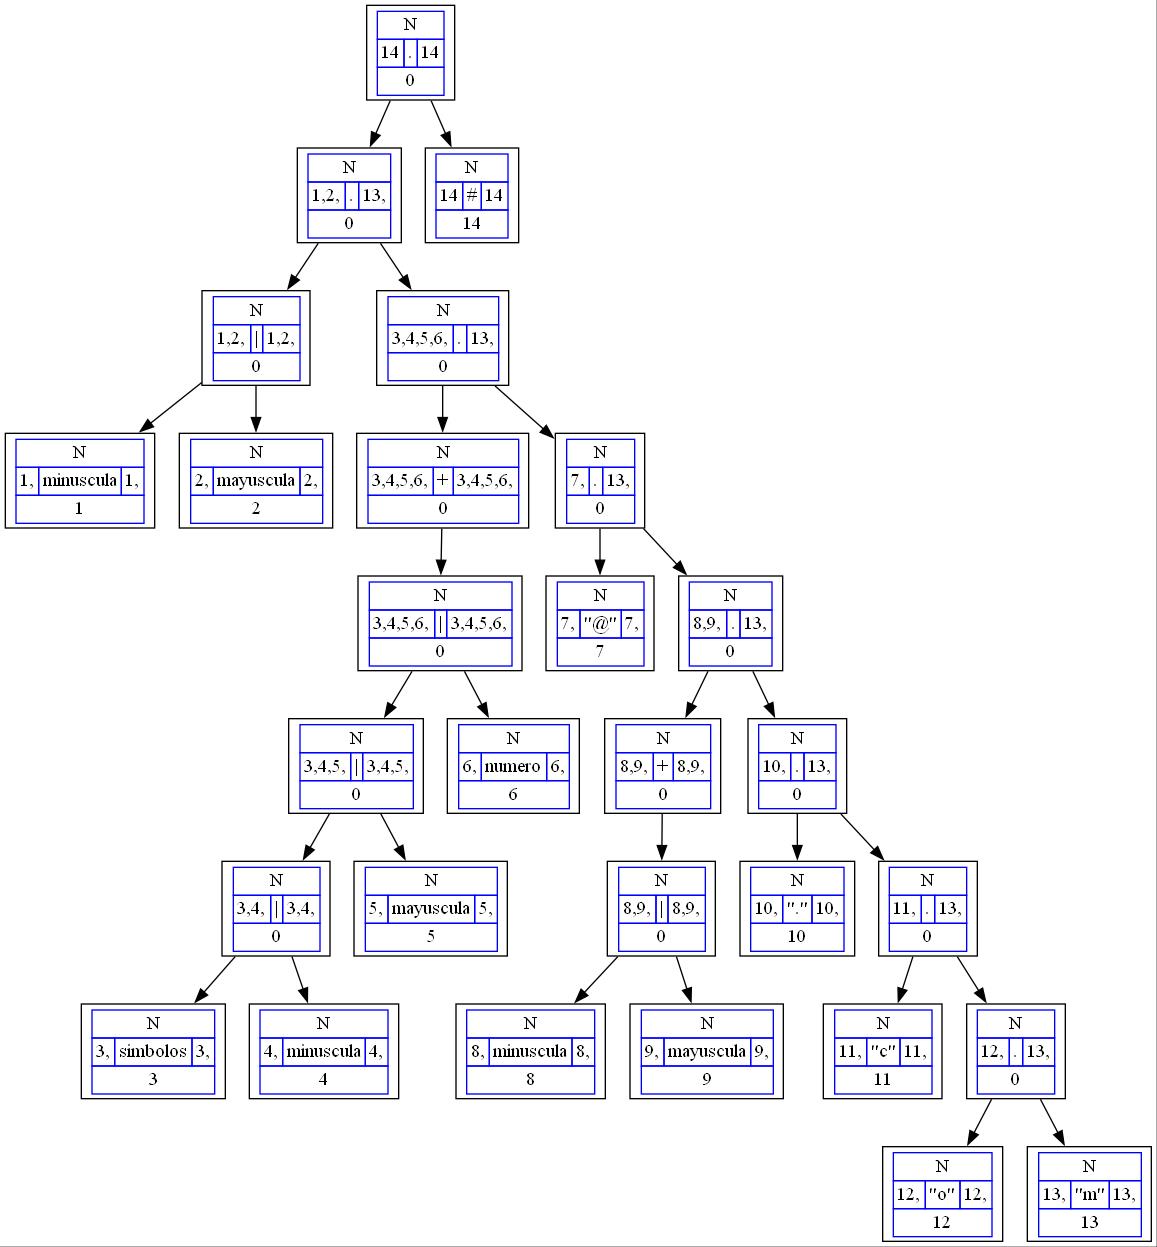 N
14 . 14
0
N
1,2, . 13,
0
N
14 # 14
14
N
1,2, | 1,2,
0
N
3,4,5,6, . 13,
0
N
1, minuscula 1,
1
N
2, mayuscula 2,
2
N
3,4,5,6, + 3,4,5,6,
0
N
7, . 13,
0
N
3,4,5,6, | 3,4,5,6,
0
N
7, "@" 7,
7
N
8,9, . 13,
0
N
3,4,5, | 3,4,5,
0
N
6, numero 6,
6
N
8,9, + 8,9,
0
N
10, . 13,
0
N
3,4, | 3,4,
0
N
5, mayuscula 5,
5
N
8,9, | 8,9,
0
N
10, "." 10,
10
N
11, . 13,
0
N
3, simbolos 3,
3
N
4, minuscula 4,
4
N
8, minuscula 8,
8
N
9, mayuscula 9,
9
N
11, "c" 11,
11
N
12, . 13,
0
N
12, "o" 12,
12
N
13, "m" 13,
13